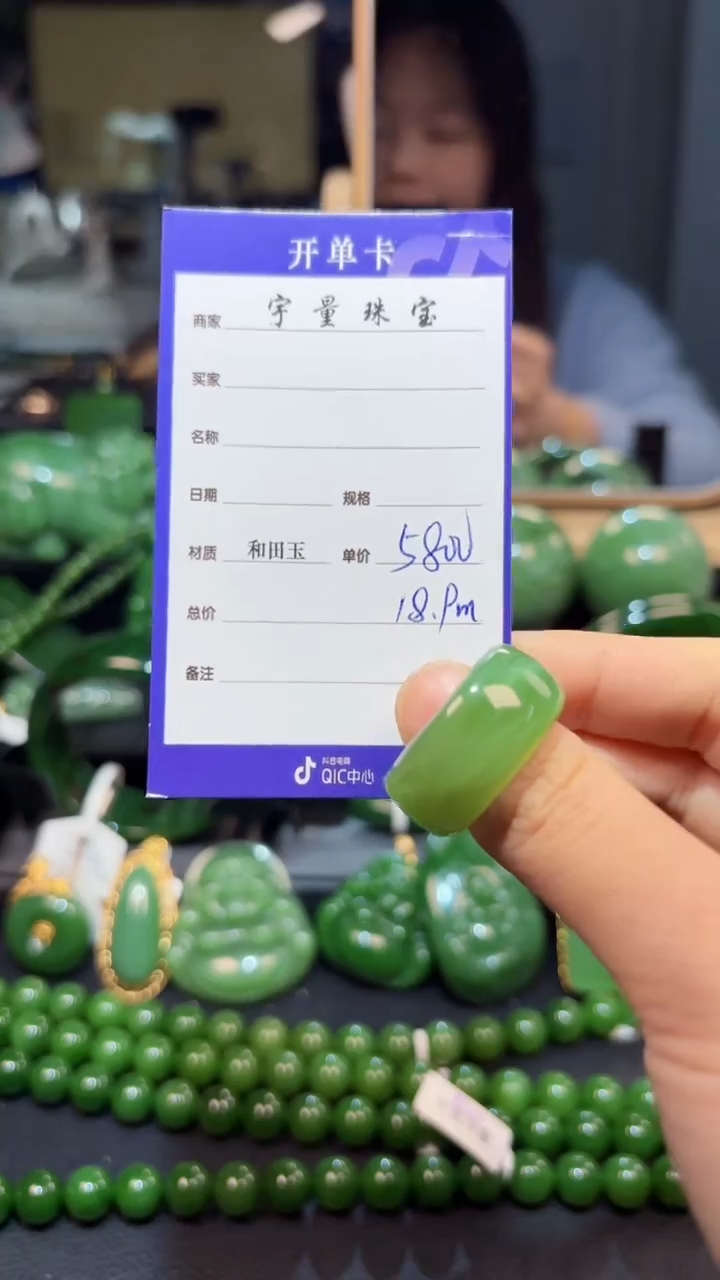 开单卡
商家 宇量珠宝
买家
名称
日期 规格
材质 和田玉 单价 5800
18.Pm
总价
备注
抖音电商
QIC中心